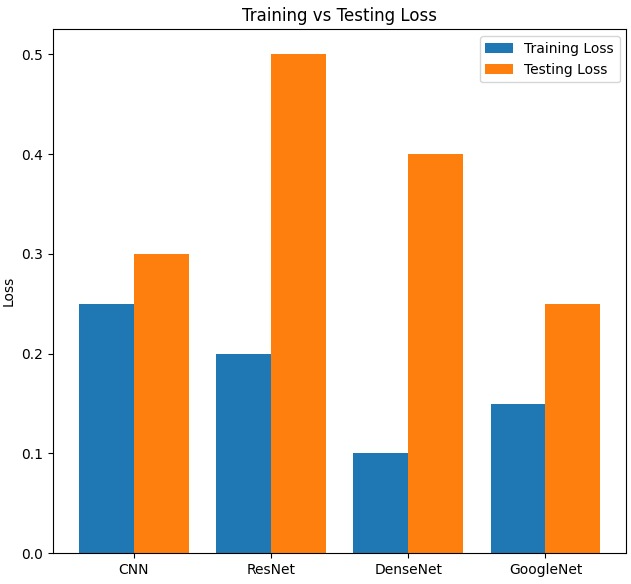 Training vs Testing Loss
Training Loss
Testing Loss
0.5
0.4
0.3
0.2
0.1
0.0
Loss
CNN ResNet DenseNet GoogleNet